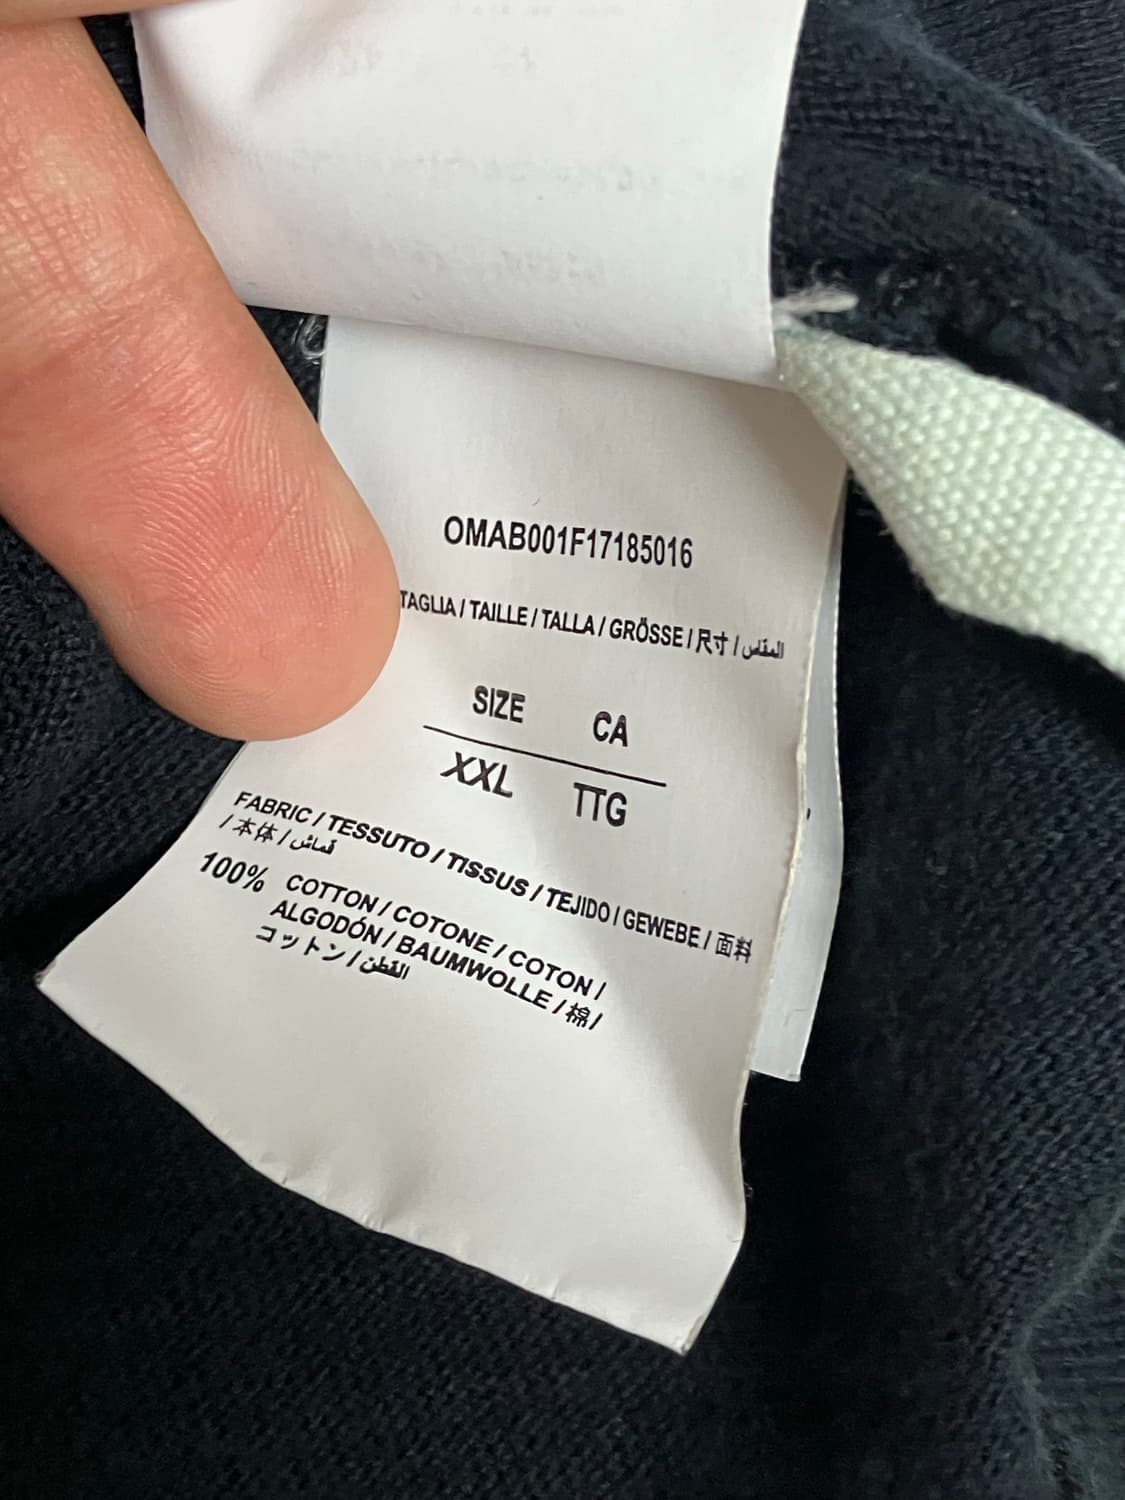 OMAB001F17185016
TAGLIA / TAILLE / TALLA / GRÖSSE / 尺寸 / المقاس
SIZE CA
XXL TTG
FABRIC / TESSUTO / TISSUS / TEJIDO / GEWEBE / 面料
/ 本体 / قماش
100% COTTON / COTONE / COTON /
ALGODÓN / BAUMWOLLE / 棉 /
コットン / القطن